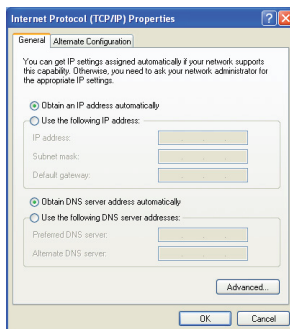 Internet Protocol (TCP/IP) Properties
General
Alternate Configuration
You can get IP settings assigned automatically if your network supports
this capability. Otherwise, you need to ask your network administrator for
the appropriate IP settings.
Obtain an IP address automatically
Use the following IP address:
IP address:
Subnet mask:
Default gateway:
Obtain DNS server address automatically
Use the following DNS server addresses:
Preferred DNS server:
Alternate DNS server:
Advanced...
OK
Cancel